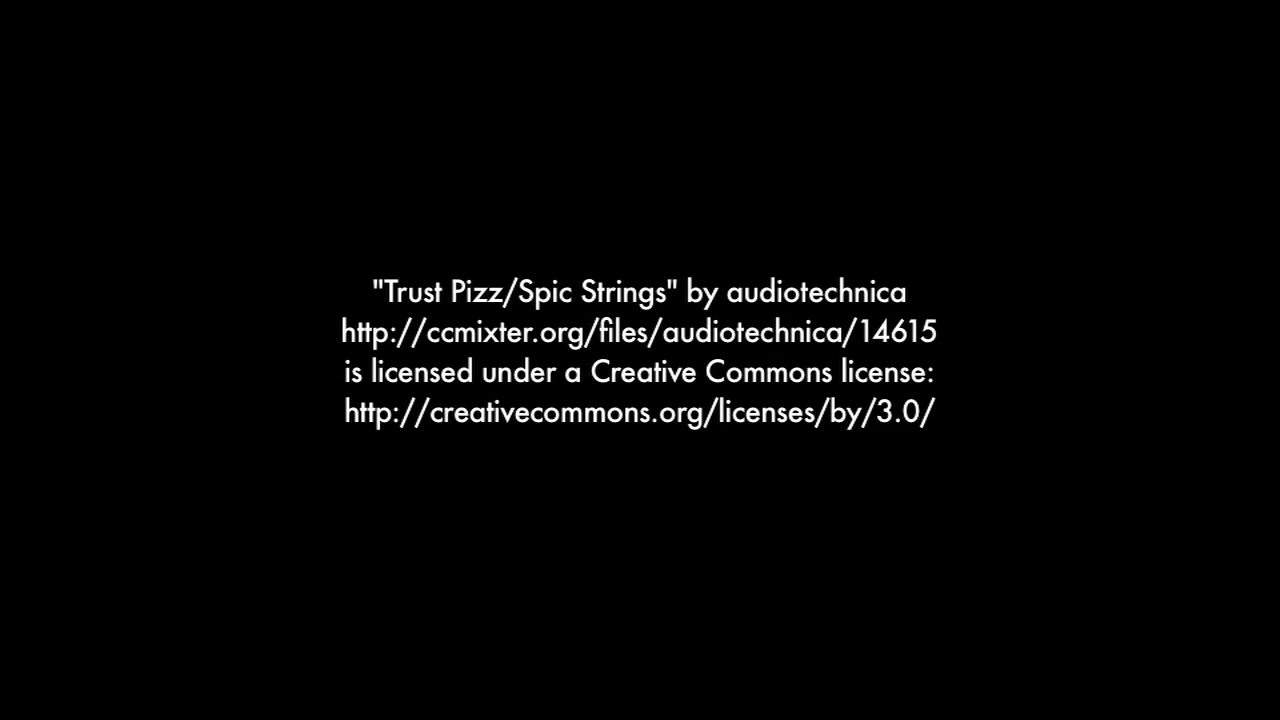 "Trust Pizz/Spic Strings" by audiotechnica
http://ccmixter.org/files/audiotechnica/14615
is licensed under a Creative Commons license:
http://creativecommons.org/licenses/by/3.0/